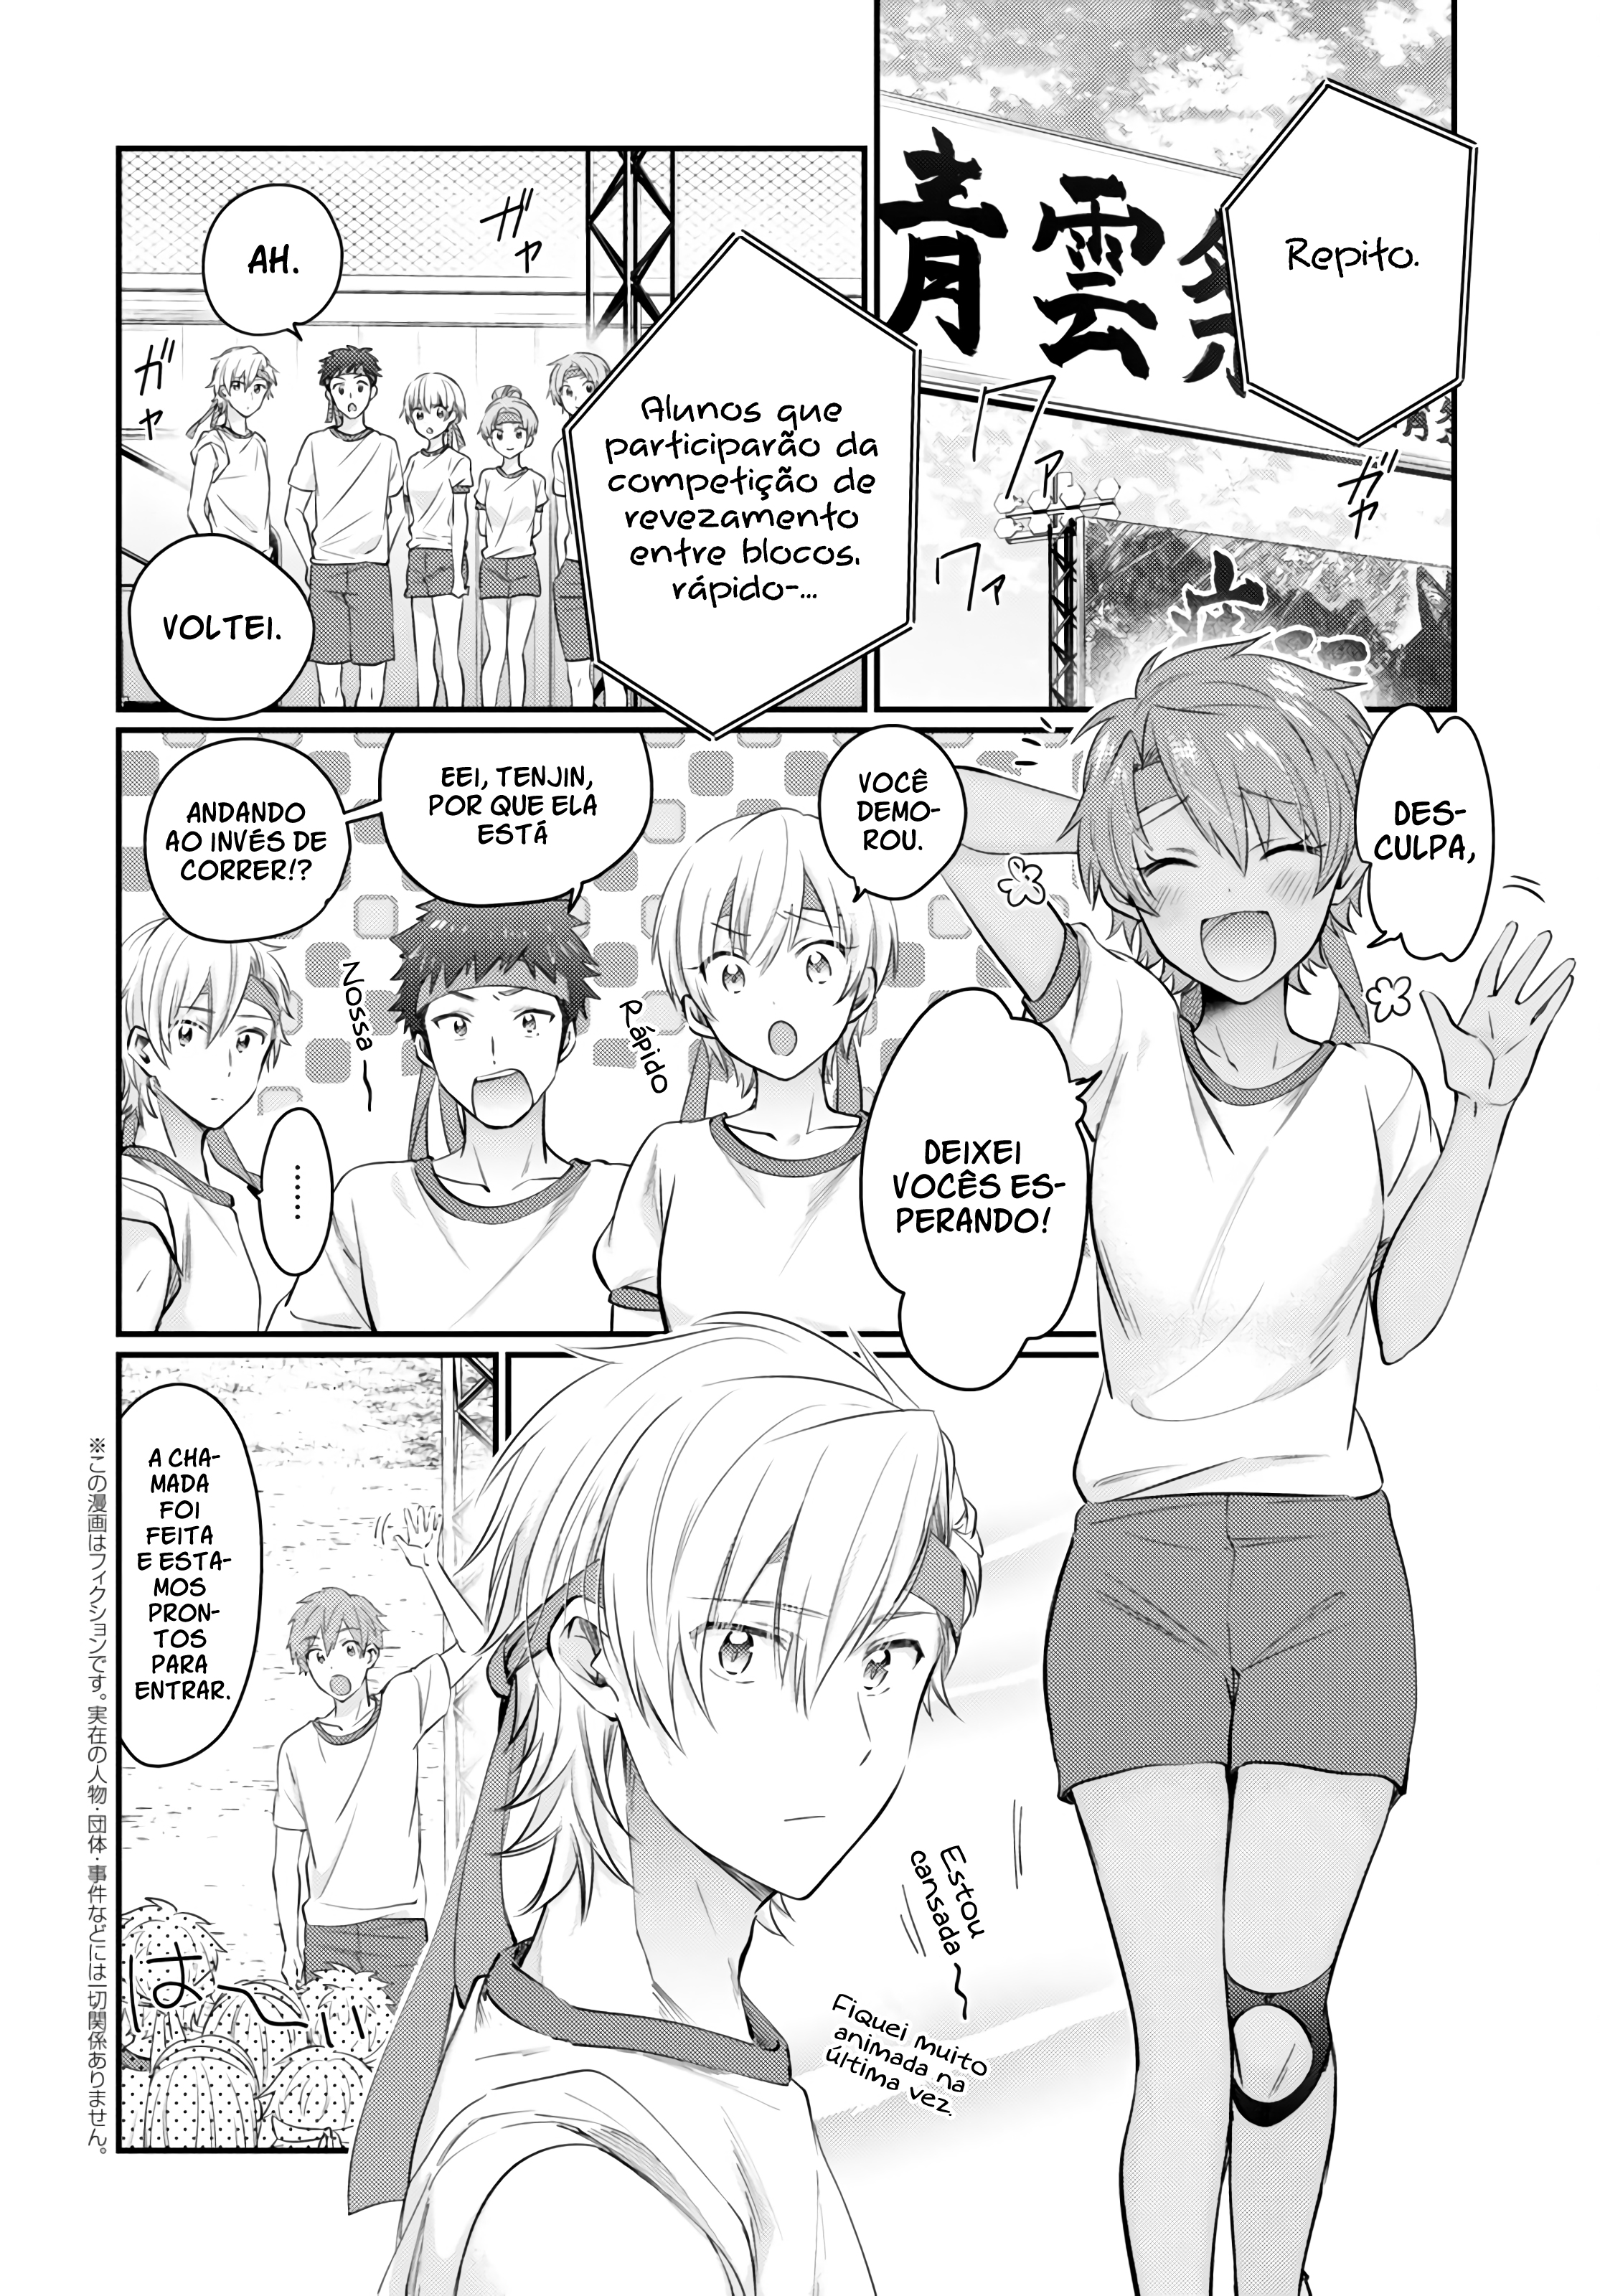 青雲祭
Repito.
ワァ
ガヤ
ワァ
Alunos que
participarão da
competição de
revezamento
entre blocos.
rápido-...
AH.
ガヤ
ガヤ
VOLTEI.
DES-
CULPA,
DEIXEI
VOCÊS ES-
PERANDO!
VOCÊ
DEMO-
ROU.
Rápido
EEI, TENJIN,
POR QUE ELA
ESTÁ
ANDANDO
AO INVÉS DE
CORRER!?
Nossa~
......
Estou
cansada~
Fiquei muito
animada na
última vez.
A CHA-
MADA
FOI
FEITA
E ESTA-
MOS
PRON-
TOS
PARA
ENTRAR.
は～い
※この漫画はフィクションです。実在の人物・団体・事件などには一切関係ありません。